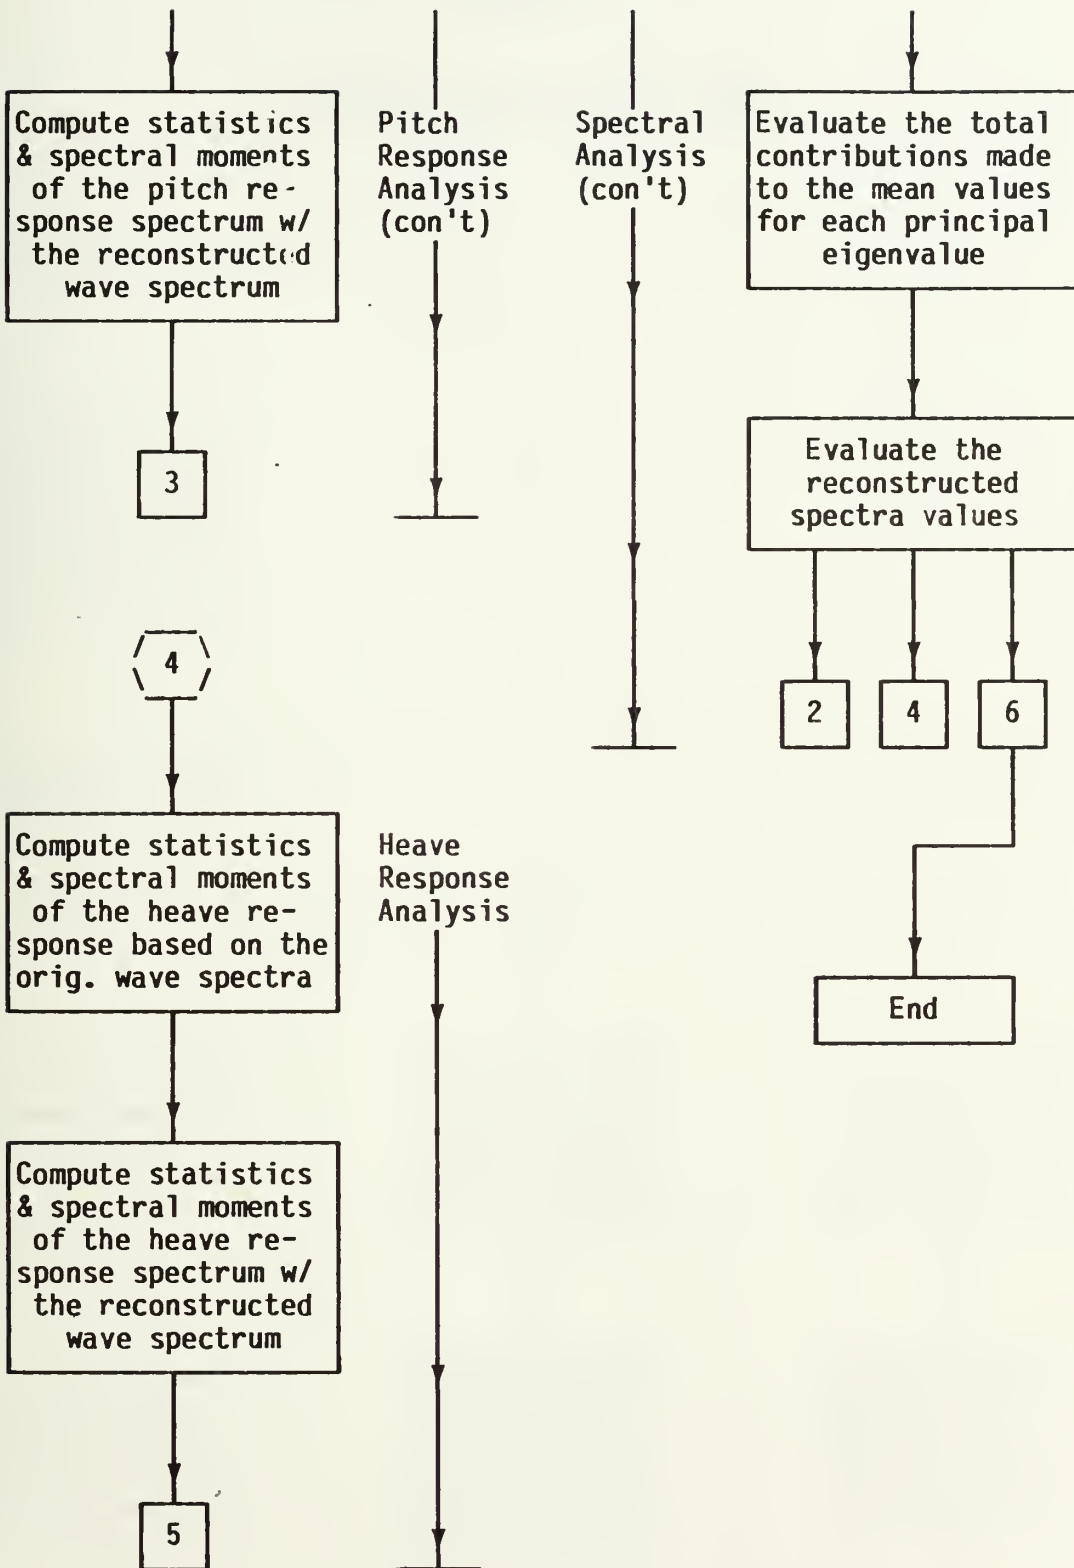 Compute statistics
& spectral moments
of the pitch re-
sponse spectrum w/
the reconstructed
wave spectrum
3
Pitch
Response
Analysis
(con't)
Spectral
Analysis
(con't)
Evaluate the total
contributions made
to the mean values
for each principal
eigenvalue
Evaluate the
reconstructed
spectra values
2
4
6
End
4
Compute statistics
& spectral moments
of the heave re-
sponse based on the
orig. wave spectra
Heave
Response
Analysis
Compute statistics
& spectral moments
of the heave re-
sponse spectrum w/
the reconstructed
wave spectrum
5